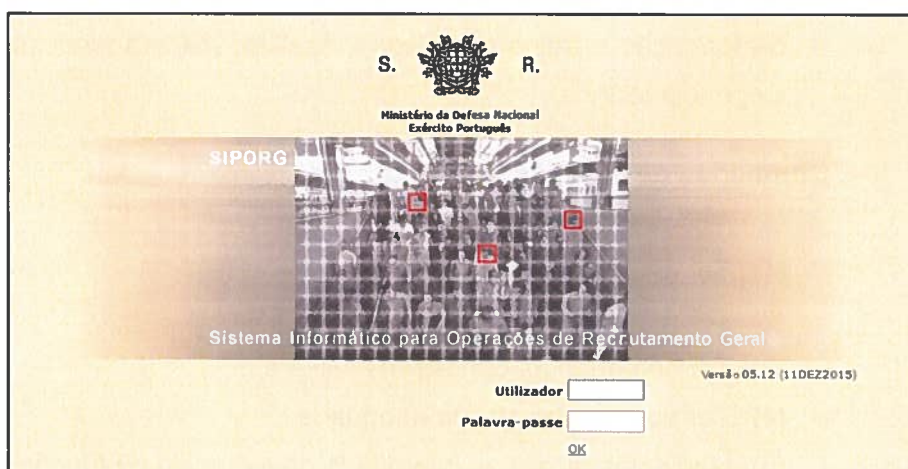 S. R.
Ministério da Defesa Nacional
Exército Português
SIPORG
Sistema Informático para Operações de Recrutamento Geral
Versão 05.12 (11DEZ2015)
Utilizador
Palavra-passe
OK